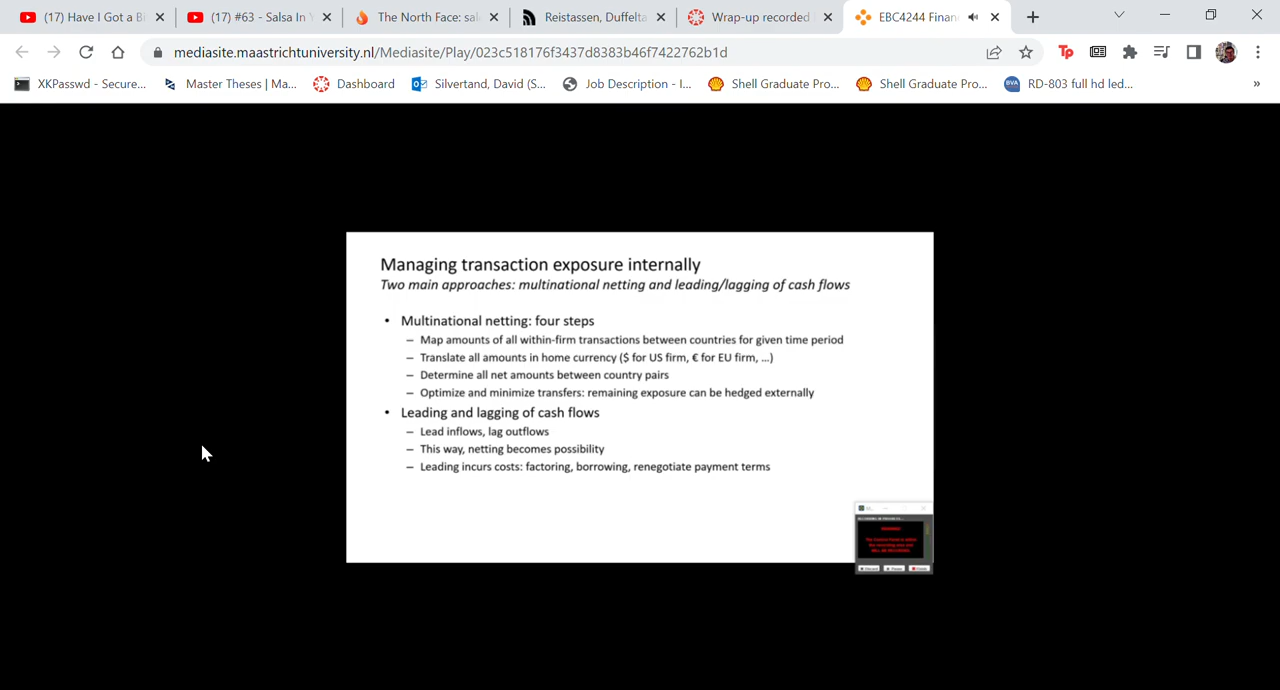 (17) Have I Got a Bi
(17) #63 - Salsa In Y
The North Face: sal
Reistassen, Duffelta
Wrap-up recorded
EBC4244 Finan
mediasite.maastrichtuniversity.nl/Mediasite/Play/023c518176f3437d8383b46f7422762b1d
Tp
XKPasswd - Secure...
Master Theses | Ma...
Dashboard
Silvertand, David (S...
Job Description - I...
Shell Graduate Pro...
Shell Graduate Pro...
BVA
RD-803 full hd led...
»
Managing transaction exposure internally
Two main approaches: multinational netting and leading/lagging of cash flows
• Multinational netting: four steps
– Map amounts of all within-firm transactions between countries for given time period
– Translate all amounts in home currency ($ for US firm, € for EU firm, ...)
– Determine all net amounts between country pairs
– Optimize and minimize transfers: remaining exposure can be hedged externally
• Leading and lagging of cash flows
– Lead inflows, lag outflows
– This way, netting becomes possibility
– Leading incurs costs: factoring, borrowing, renegotiate payment terms